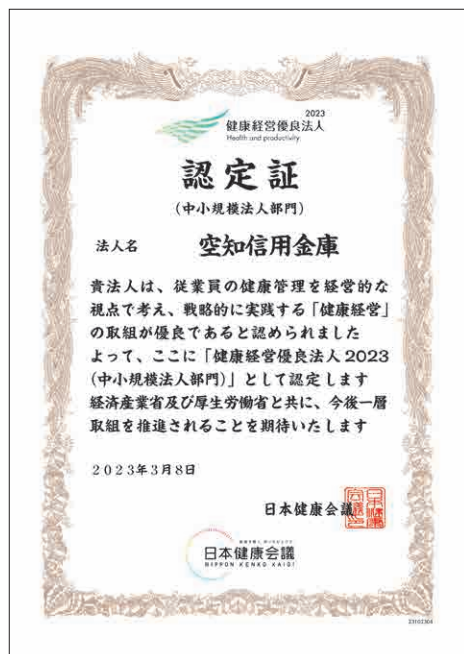 2023
健康経営優良法人
Health and productivity
認定証
(中小規模法人部門)
法人名 空知信用金庫
貴法人は、従業員の健康管理を経営的な
視点で考え、戦略的に実践する「健康経営」
の取組が優良であると認められました
よって、ここに「健康経営優良法人2023
(中小規模法人部門)」として認定します
経済産業省及び厚生労働省と共に、今後一層
取組を推進されることを期待いたします
2023年3月8日
日本健康会議
日本健康会議
NIPPON KENKO KAIGI